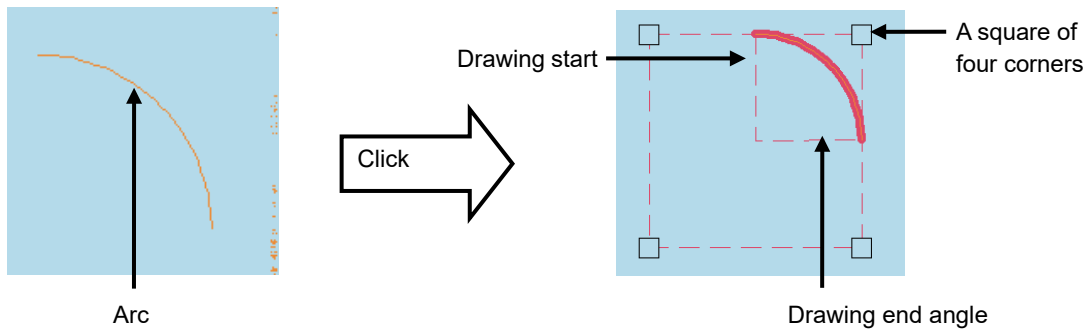 Drawing start
A square of
four corners
Click
Arc
Drawing end angle